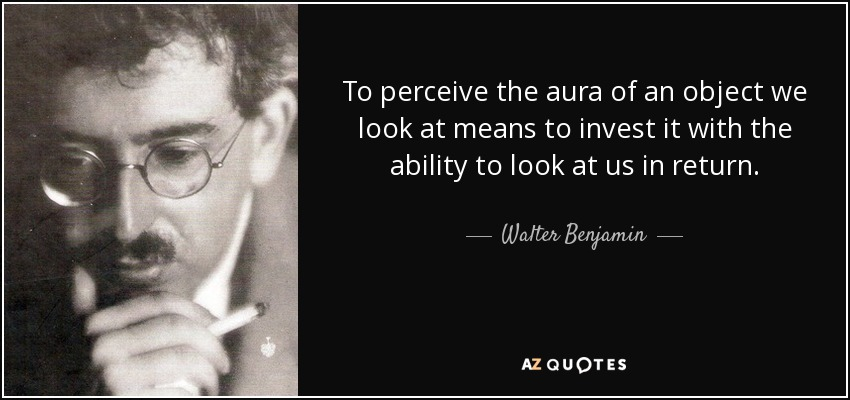 To perceive the aura of an object we
look at means to invest it with the
ability to look at us in return.
Walter Benjamin
AZ QUOTES